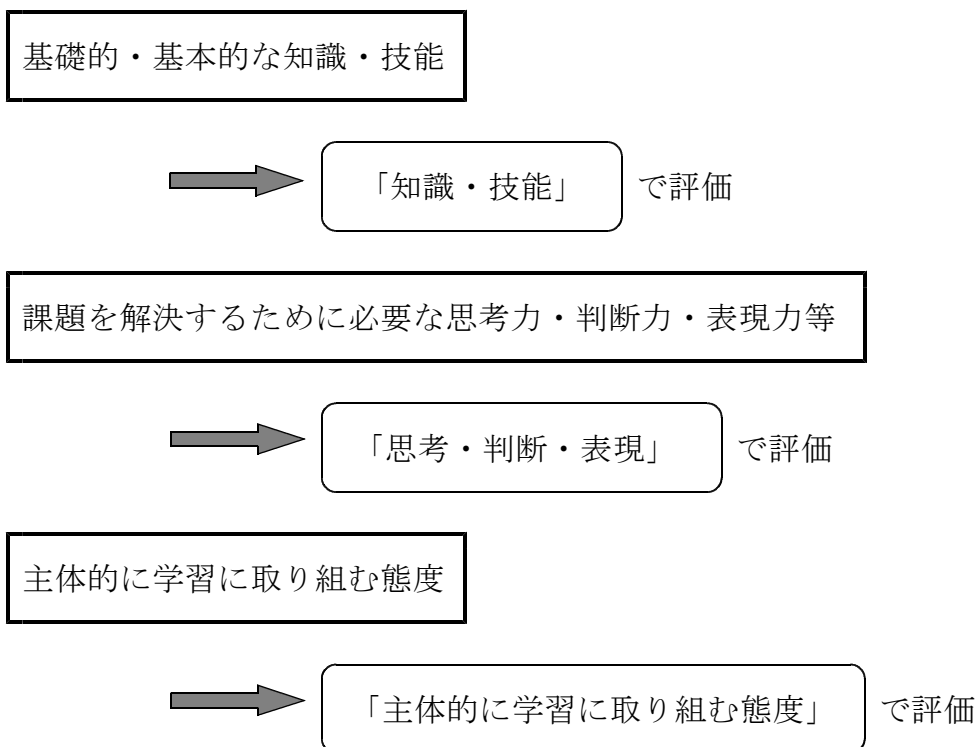 基礎的・基本的な知識・技能
「知識・技能」 で評価
課題を解決するために必要な思考力・判断力・表現力等
「思考・判断・表現」 で評価
主体的に学習に取り組む態度
「主体的に学習に取り組む態度」 で評価